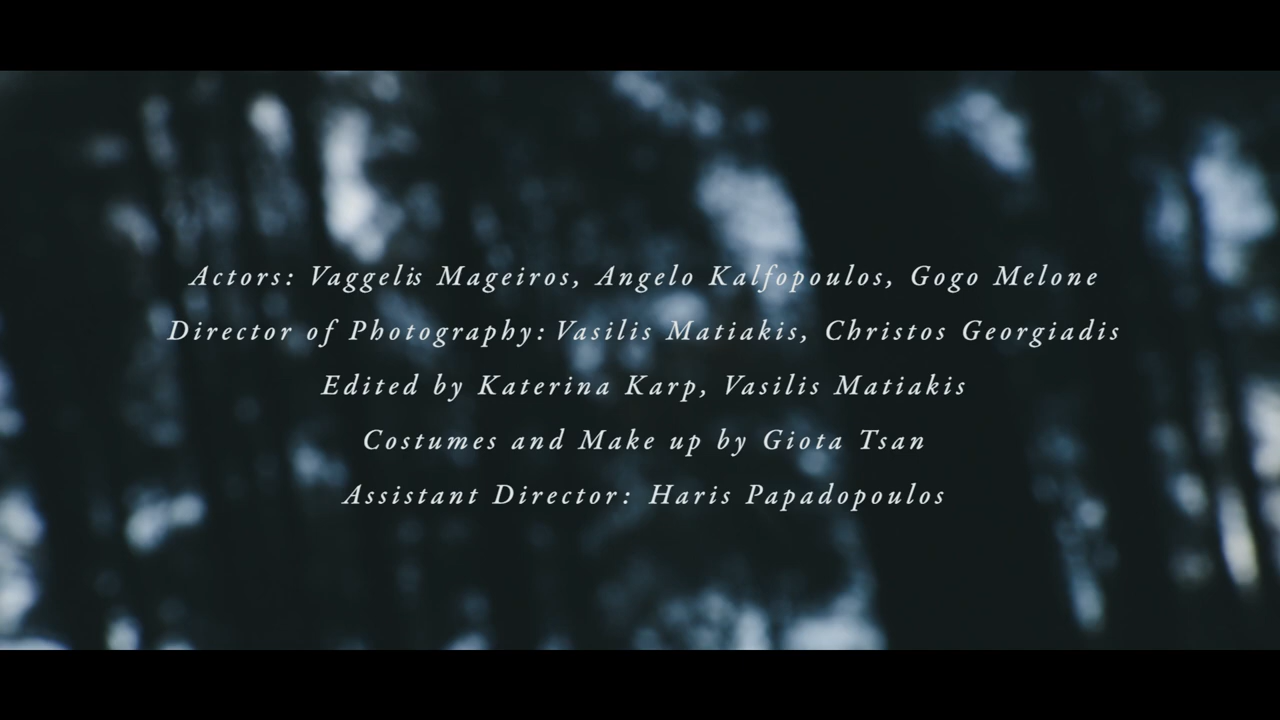 Actors: Vaggelis Mageiros, Angelo Kalfopoulos, Gogo Melone
Director of Photography: Vasilis Matiakis, Christos Georgiadis
Edited by Katerina Karp, Vasilis Matiakis
Costumes and Make up by Giota Tsan
Assistant Director: Haris Papadopoulos